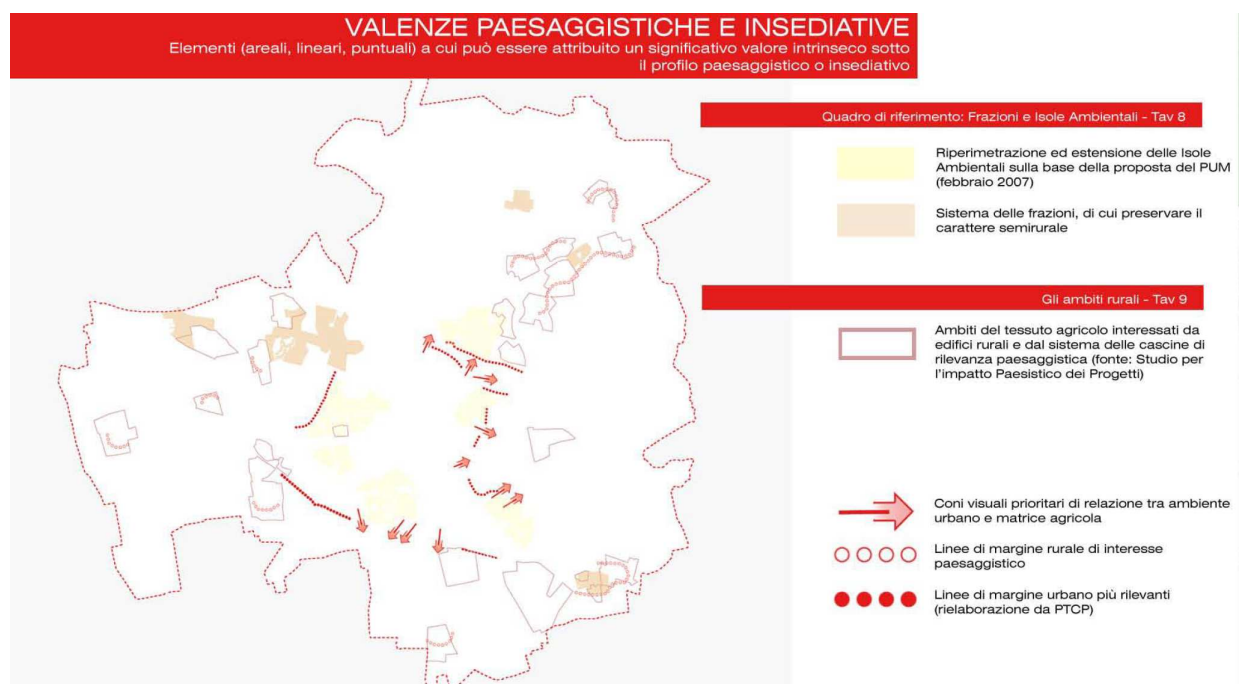 VALENZE PAESAGGISTICHE E INSEDIATIVE
Elementi (areali, lineari, puntuali) a cui può essere attribuito un significativo valore intrinseco sotto
il profilo paesaggistico o insediativo
Quadro di riferimento: Frazioni e Isole Ambientali - Tav 8
Riperimetrazione ed estensione delle Isole
Ambientali sulla base della proposta del PUM
(febbraio 2007)
Sistema delle frazioni, di cui preservare il
carattere semirurale
Gli ambiti rurali - Tav 9
Ambiti del tessuto agricolo interessati da
edifici rurali e dal sistema delle cascine di
rilevanza paesaggistica (fonte: Studio per
l'impatto Paesistico dei Progetti)
Coni visuali prioritari di relazione tra ambiente
urbano e matrice agricola
Linee di margine rurale di interesse
paesaggistico
Linee di margine urbano più rilevanti
(rielaborazione da PTCP)